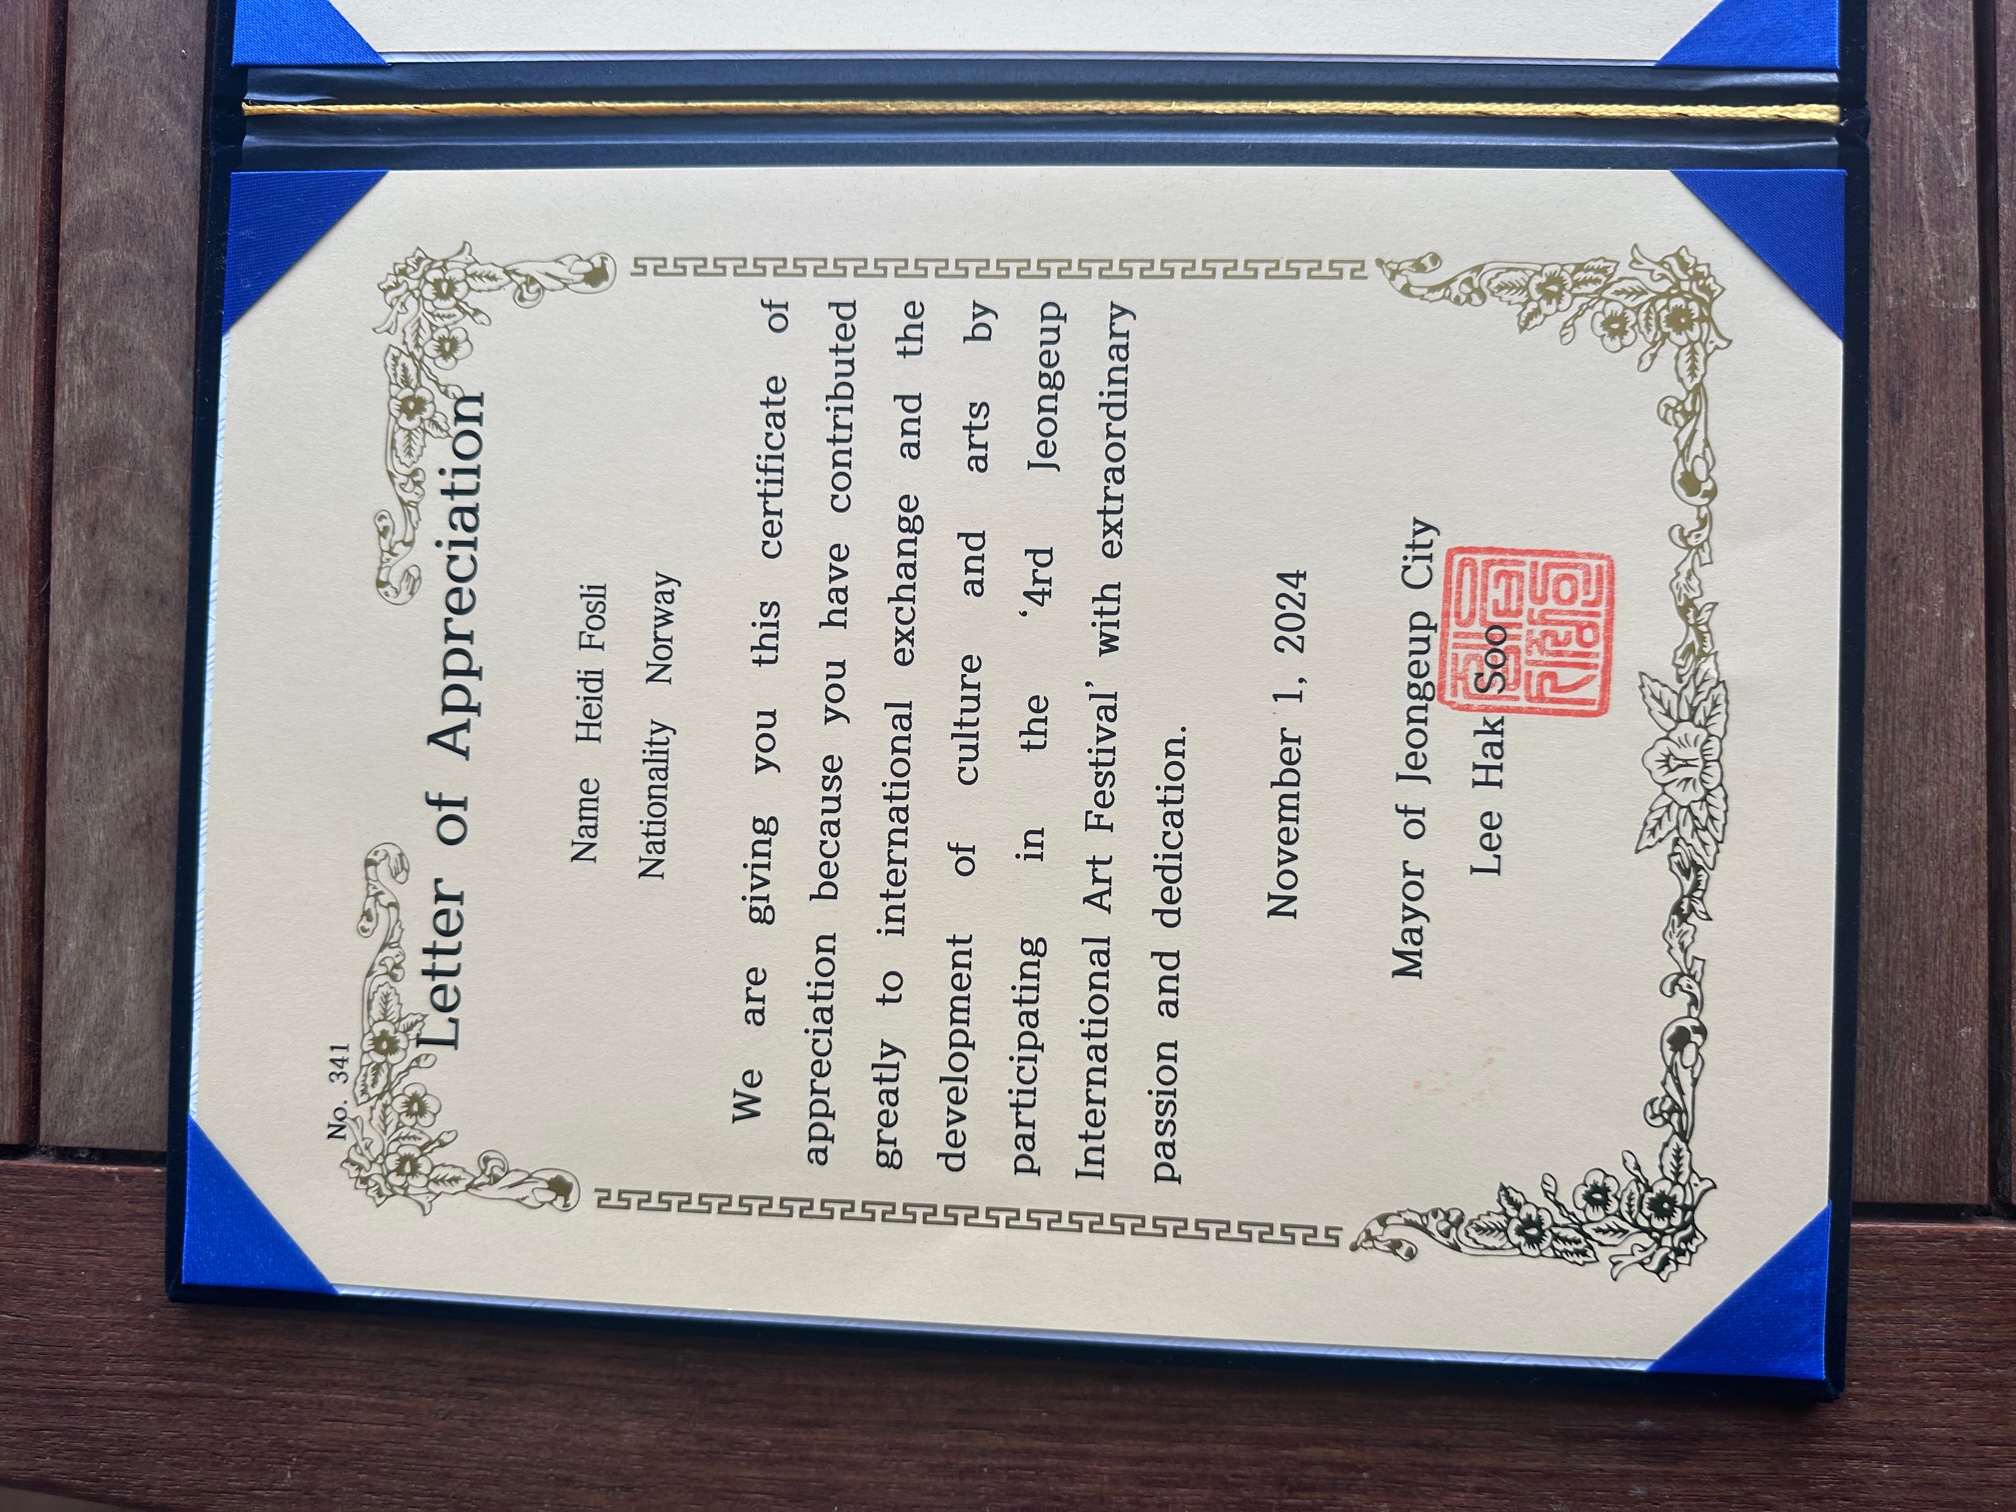 No. 341
Letter of Appreciation
Name Heidi Fosli
Nationality Norway
We are giving you this certificate of
appreciation because you have contributed
greatly to international exchange and the
development of culture and arts by
participating in the ‘4rd Jeongeup
International Art Festival’ with extraordinary
passion and dedication.
November 1, 2024
Mayor of Jeongeup City
Lee Hak Soo